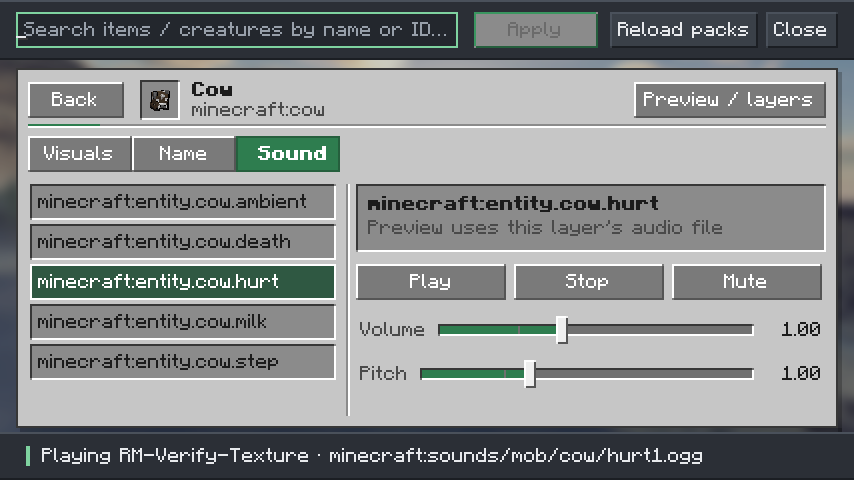 Search items / creatures by name or ID...
Apply
Reload packs
Close
Back
Cow
minecraft:cow
Preview / layers
Visuals
Name
Sound
minecraft:entity.cow.ambient
minecraft:entity.cow.death
minecraft:entity.cow.hurt
minecraft:entity.cow.milk
minecraft:entity.cow.step
minecraft:entity.cow.hurt
Preview uses this layer's audio file
Play
Stop
Mute
Volume
1.00
Pitch
1.00
Playing RM-Verify-Texture · minecraft:sounds/mob/cow/hurt1.ogg